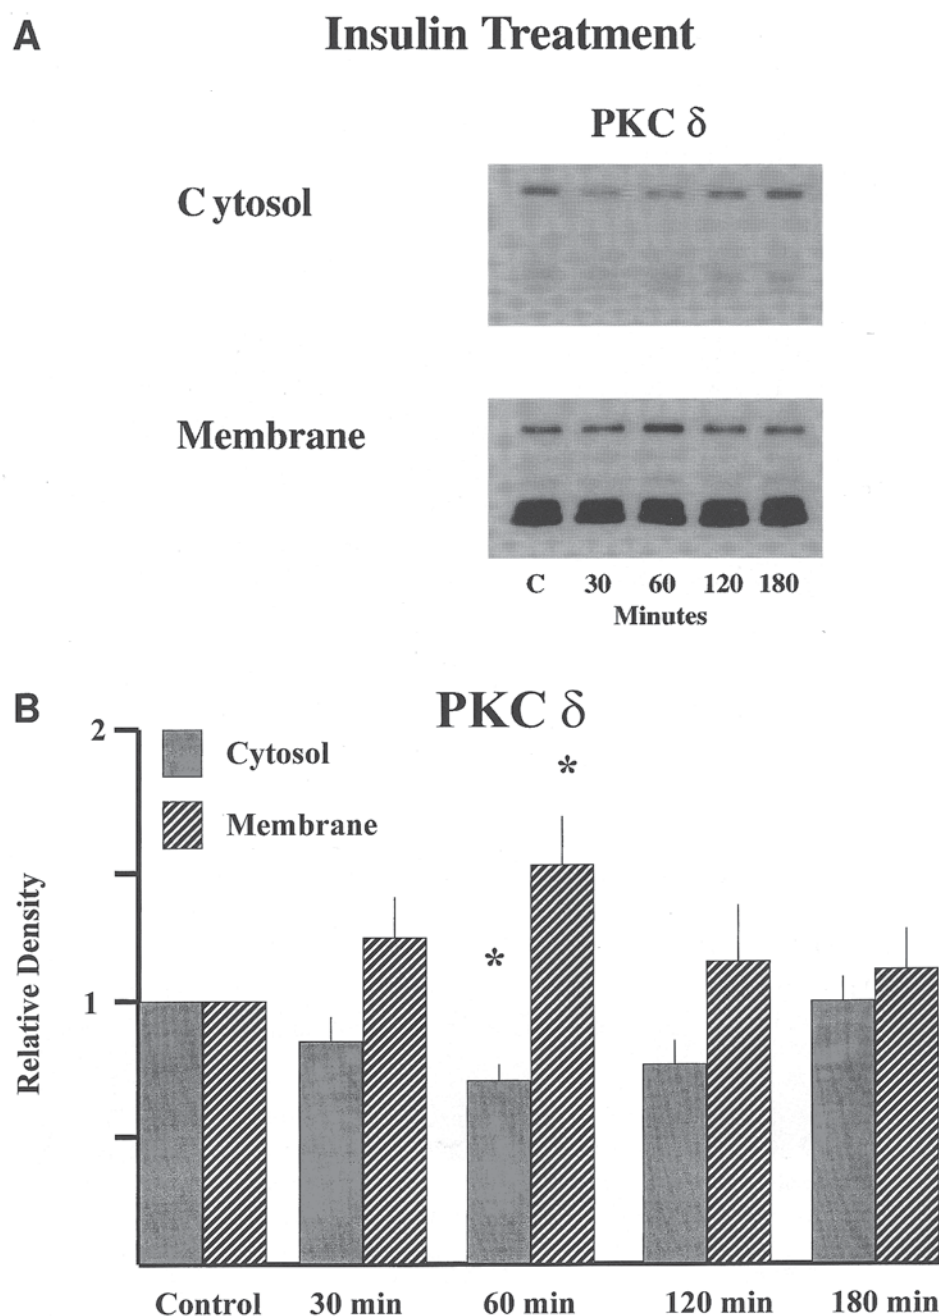 A
Insulin Treatment
PKC δ
Cytosol
Membrane
C 30 60 120 180
Minutes
B
PKC δ
2
Cytosol
*
Membrane
*
Relative Density
1
Control 30 min 60 min 120 min 180 min